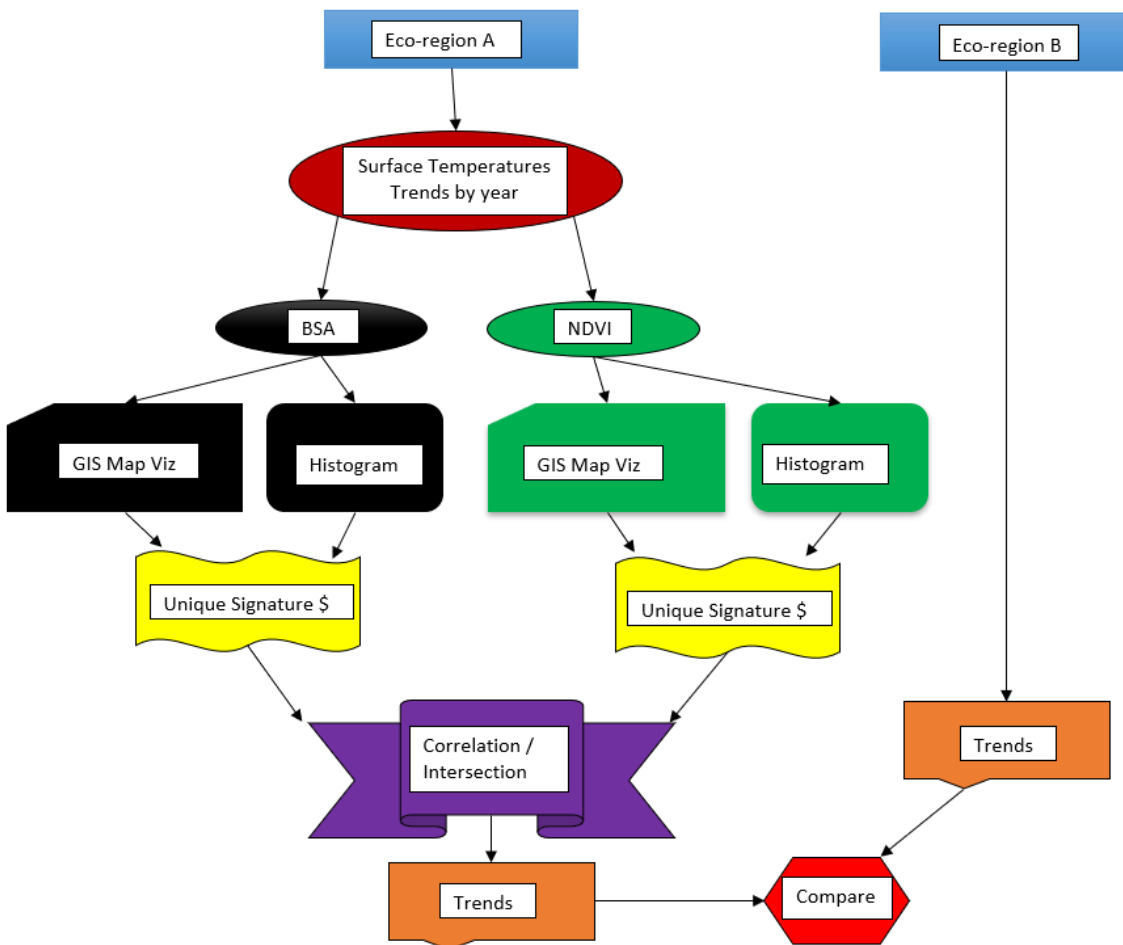 Eco-region A
Eco-region B
Surface Temperatures
Trends by year
BSA
NDVI
GIS Map Viz
Histogram
GIS Map Viz
Histogram
Unique Signature $
Unique Signature $
Correlation /
Intersection
Trends
Trends
Compare